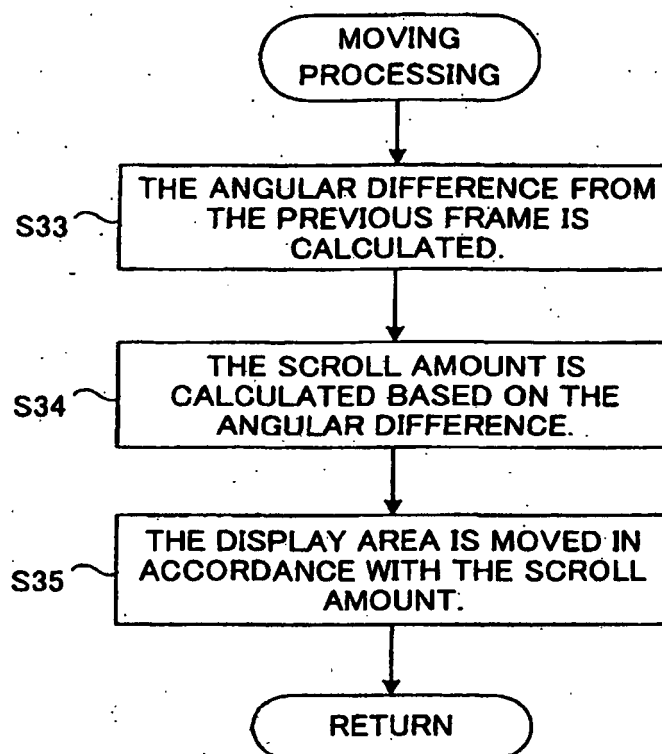 MOVING
PROCESSING
THE ANGULAR DIFFERENCE FROM
THE PREVIOUS FRAME IS
CALCULATED.
S33
THE SCROLL AMOUNT IS
CALCULATED BASED ON THE
ANGULAR DIFFERENCE.
S34
THE DISPLAY AREA IS MOVED IN
ACCORDANCE WITH THE SCROLL
AMOUNT.
S35
RETURN